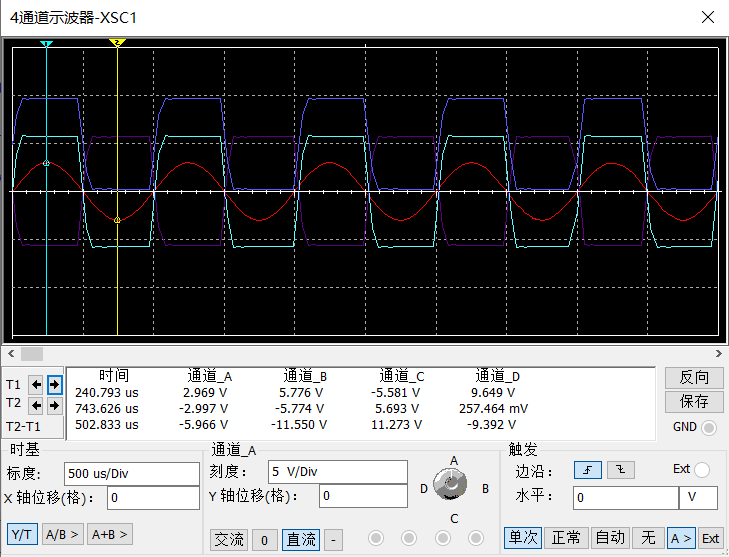 4通道示波器-XSC1
1 2
T1 时间 通道_A 通道_B 通道_C 通道_D 反向
240.793 us 2.969 V 5.776 V -5.581 V 9.649 V
T2 743.626 us -2.997 V -5.774 V 5.693 V 257.464 mV 保存
T2-T1 502.833 us -5.966 V -11.550 V 11.273 V -9.392 V GND
时基 通道_A 触发
标度： 500 us/Div 刻度： 5 V/Div A 边沿： Ext
D B
X 轴位移(格)： 0 Y 轴位移(格)： 0 水平： 0 V
C
Y/T A/B > A+B > 交流 0 直流 - 单次 正常 自动 无 A > Ext